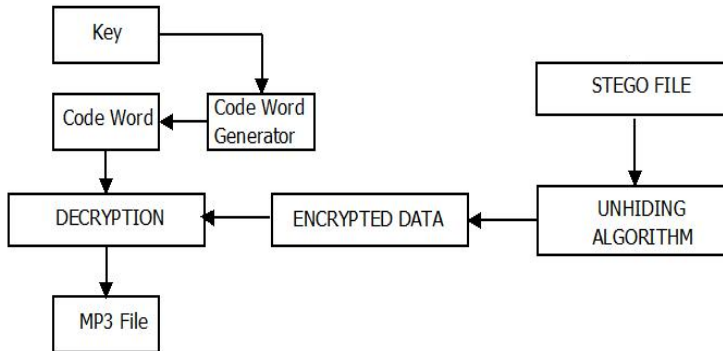 Key
STEGO FILE
Code Word
Code Word
Generator
DECRYPTION
ENCRYPTED DATA
UNHIDING
ALGORITHM
MP3 File